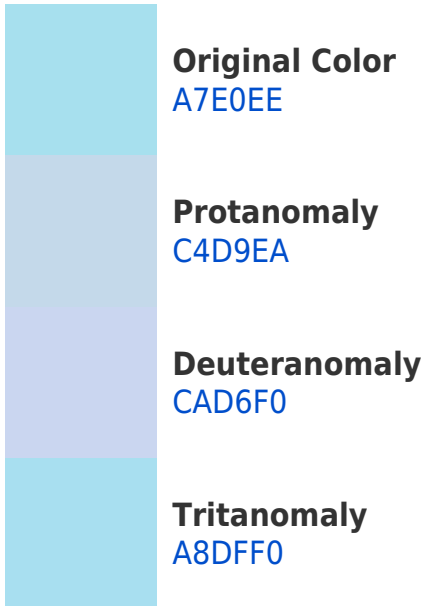 Original Color
A7E0EE
Protanomaly
C4D9EA
Deuteranomaly
CAD6F0
Tritanomaly
A8DFF0